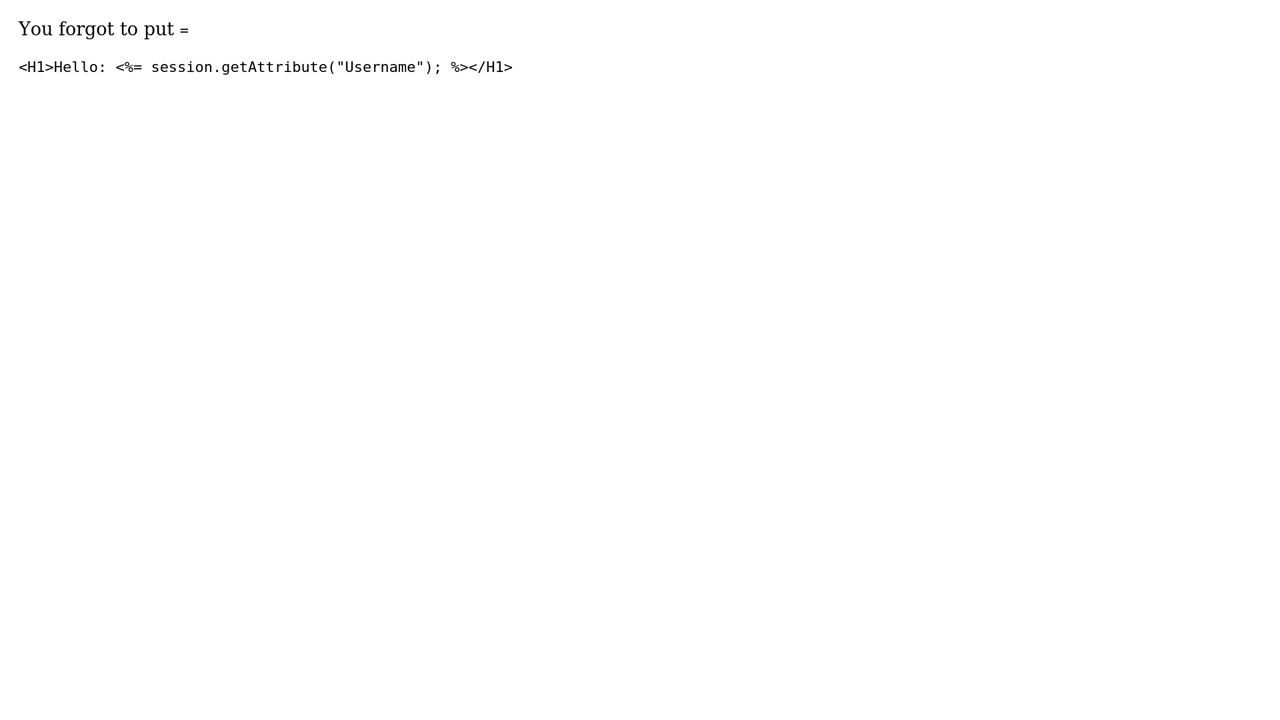 You forgot to put =
<H1>Hello: <%= session.getAttribute("Username"); %></H1>